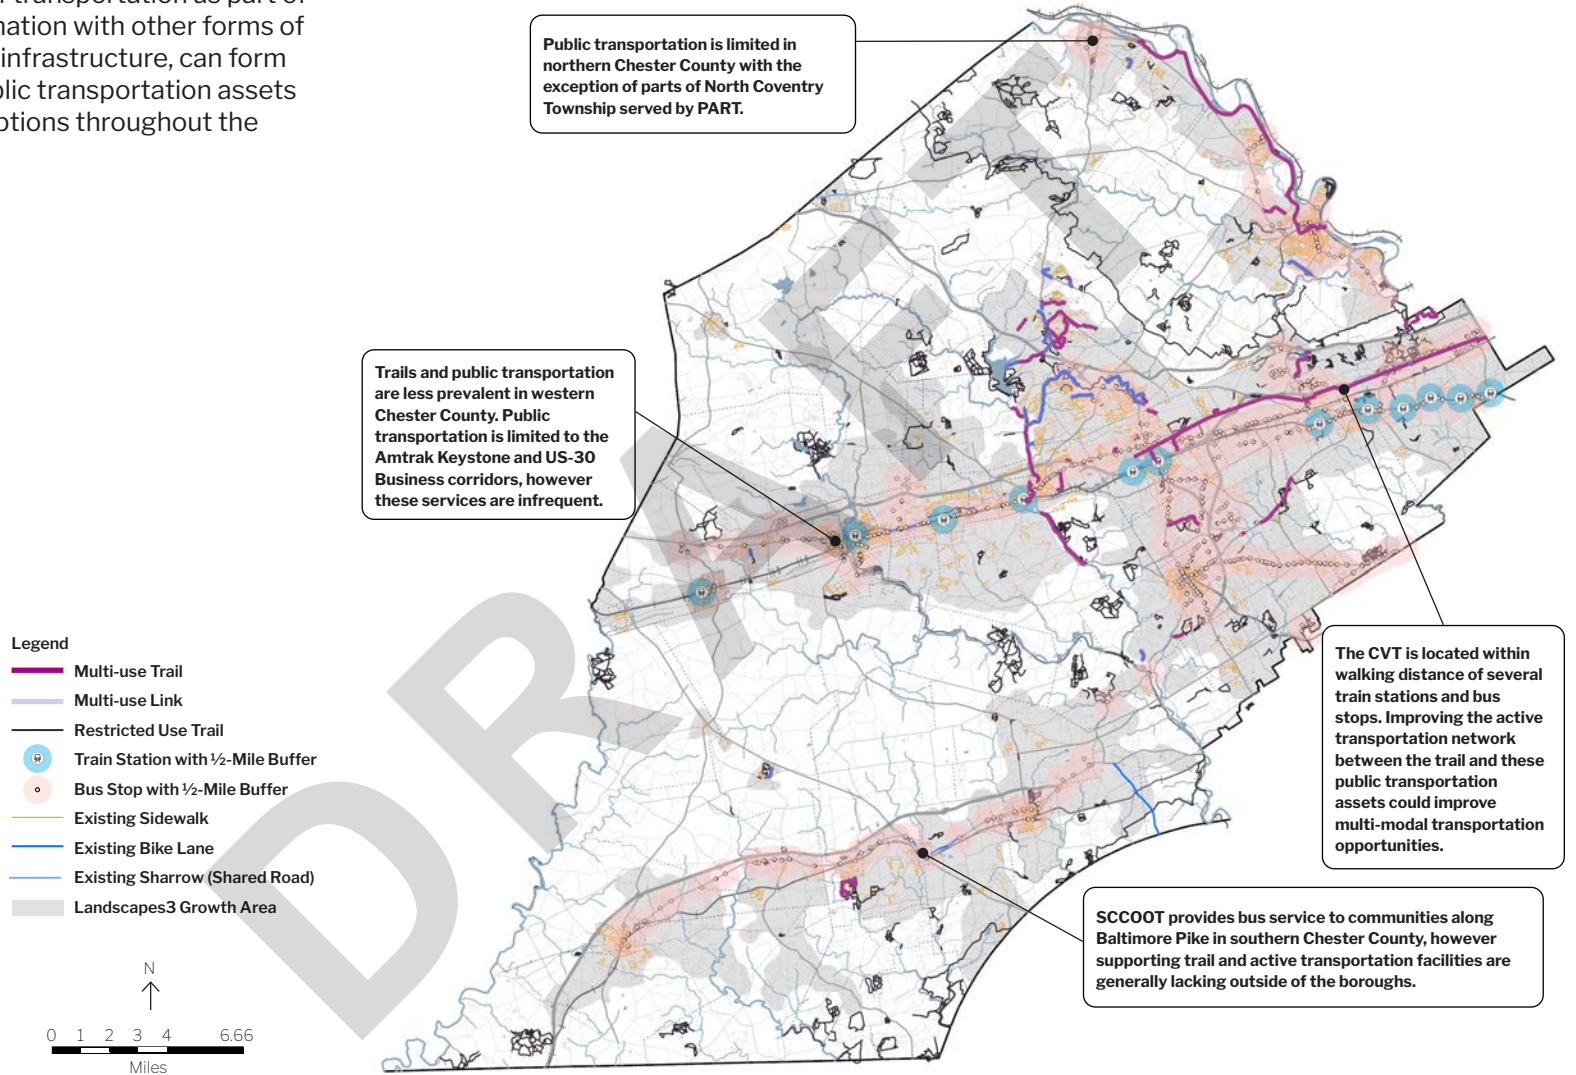 r transportation as part of
nation with other forms of
infrastructure, can form
blic transportation assets
ptions throughout the
Public transportation is limited in
northern Chester County with the
exception of parts of North Coventry
Township served by PART.
Trails and public transportation
are less prevalent in western
Chester County. Public
transportation is limited to the
Amtrak Keystone and US-30
Business corridors, however
these services are infrequent.
The CVT is located within
walking distance of several
train stations and bus
stops. Improving the active
transportation network
between the trail and these
public transportation
assets could improve
multi-modal transportation
opportunities.
SCCOOT provides bus service to communities along
Baltimore Pike in southern Chester County, however
supporting trail and active transportation facilities are
generally lacking outside of the boroughs.
Legend
Multi-use Trail
Multi-use Link
Restricted Use Trail
Train Station with ½-Mile Buffer
Bus Stop with ½-Mile Buffer
Existing Sidewalk
Existing Bike Lane
Existing Sharrow (Shared Road)
Landscapes3 Growth Area
N
0 1 2 3 4 6.66
Miles
DRAFT